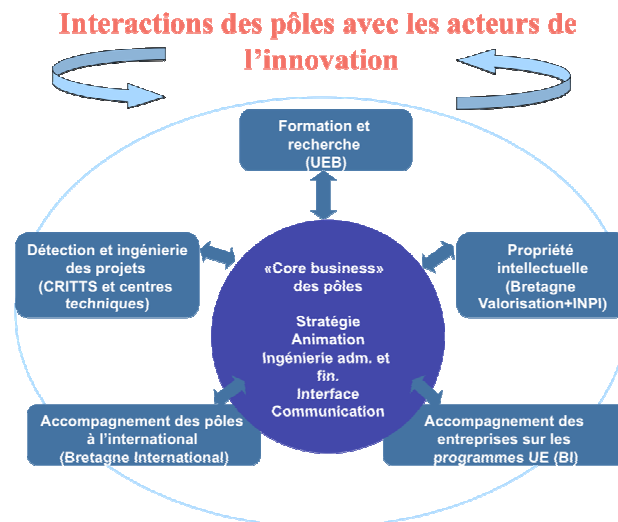 Interactions des pôles avec les acteurs de
l'innovation
Formation et
recherche
(UEB)
Détection et ingénierie
des projets
(CRITTS et centres
techniques)
Propriété
intellectuelle
(Bretagne
Valorisation+INPI)
«Core business»
des pôles
Stratégie
Animation
Ingénierie adm. et
fin.
Interface
Communication
Accompagnement des pôles
à l'international
(Bretagne International)
Accompagnement des
entreprises sur les
programmes UE (BI)